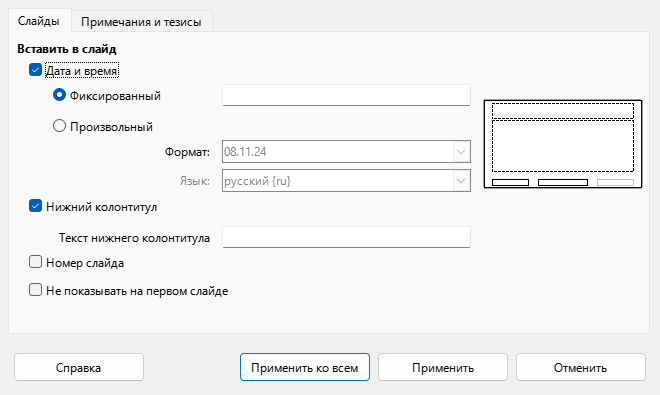 Слайды
Примечания и тезисы
Вставить в слайд
Дата и время
Фиксированный
Произвольный
Формат: 08.11.24
Язык: русский {ru}
Нижний колонтитул
Текст нижнего колонтитула
Номер слайда
Не показывать на первом слайде
Справка
Применить ко всем
Применить
Отменить